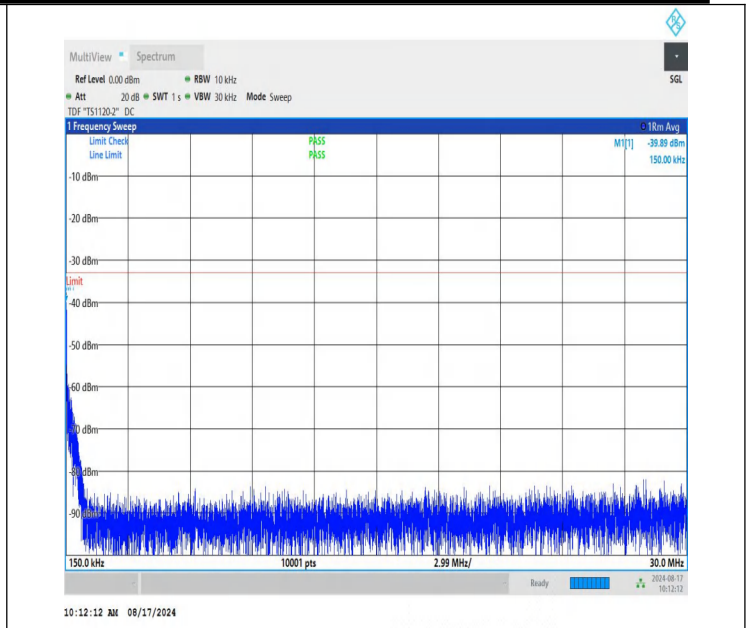 MultiView Spectrum
Ref Level 0.00 dBm RBW 10 kHz SGL
Att 20 dB SWT 1 s VBW 30 kHz Mode Sweep
TDF "TS1120-2" DC
1 Frequency Sweep 1Rm Avg
Limit Check PASS M1[1] -39.89 dBm
Line Limit PASS 150.00 kHz
-10 dBm
-20 dBm
-30 dBm
Limit
-40 dBm
-50 dBm
-60 dBm
-70 dBm
-80 dBm
-90 dBm
150.0 kHz 10001 pts 2.99 MHz/ 30.0 MHz
Ready 2024-08-17
10:12:12
10:12:12 AM 08/17/2024